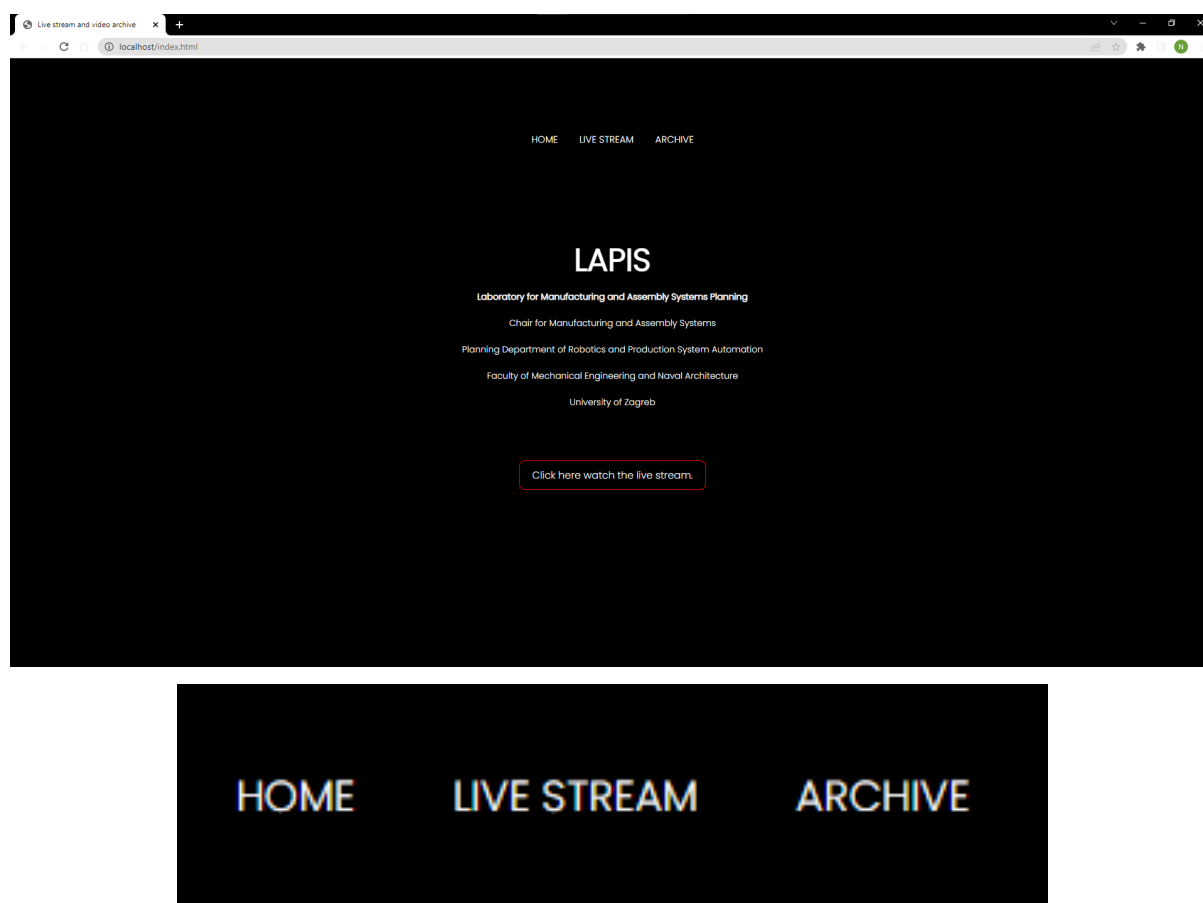 Live stream and video archive
localhost/index.html
N
HOME LIVE STREAM ARCHIVE
LAPIS
Laboratory for Manufacturing and Assembly Systems Planning
Chair for Manufacturing and Assembly Systems
Planning Department of Robotics and Production System Automation
Faculty of Mechanical Engineering and Naval Architecture
University of Zagreb
Click here watch the live stream.
HOME LIVE STREAM ARCHIVE